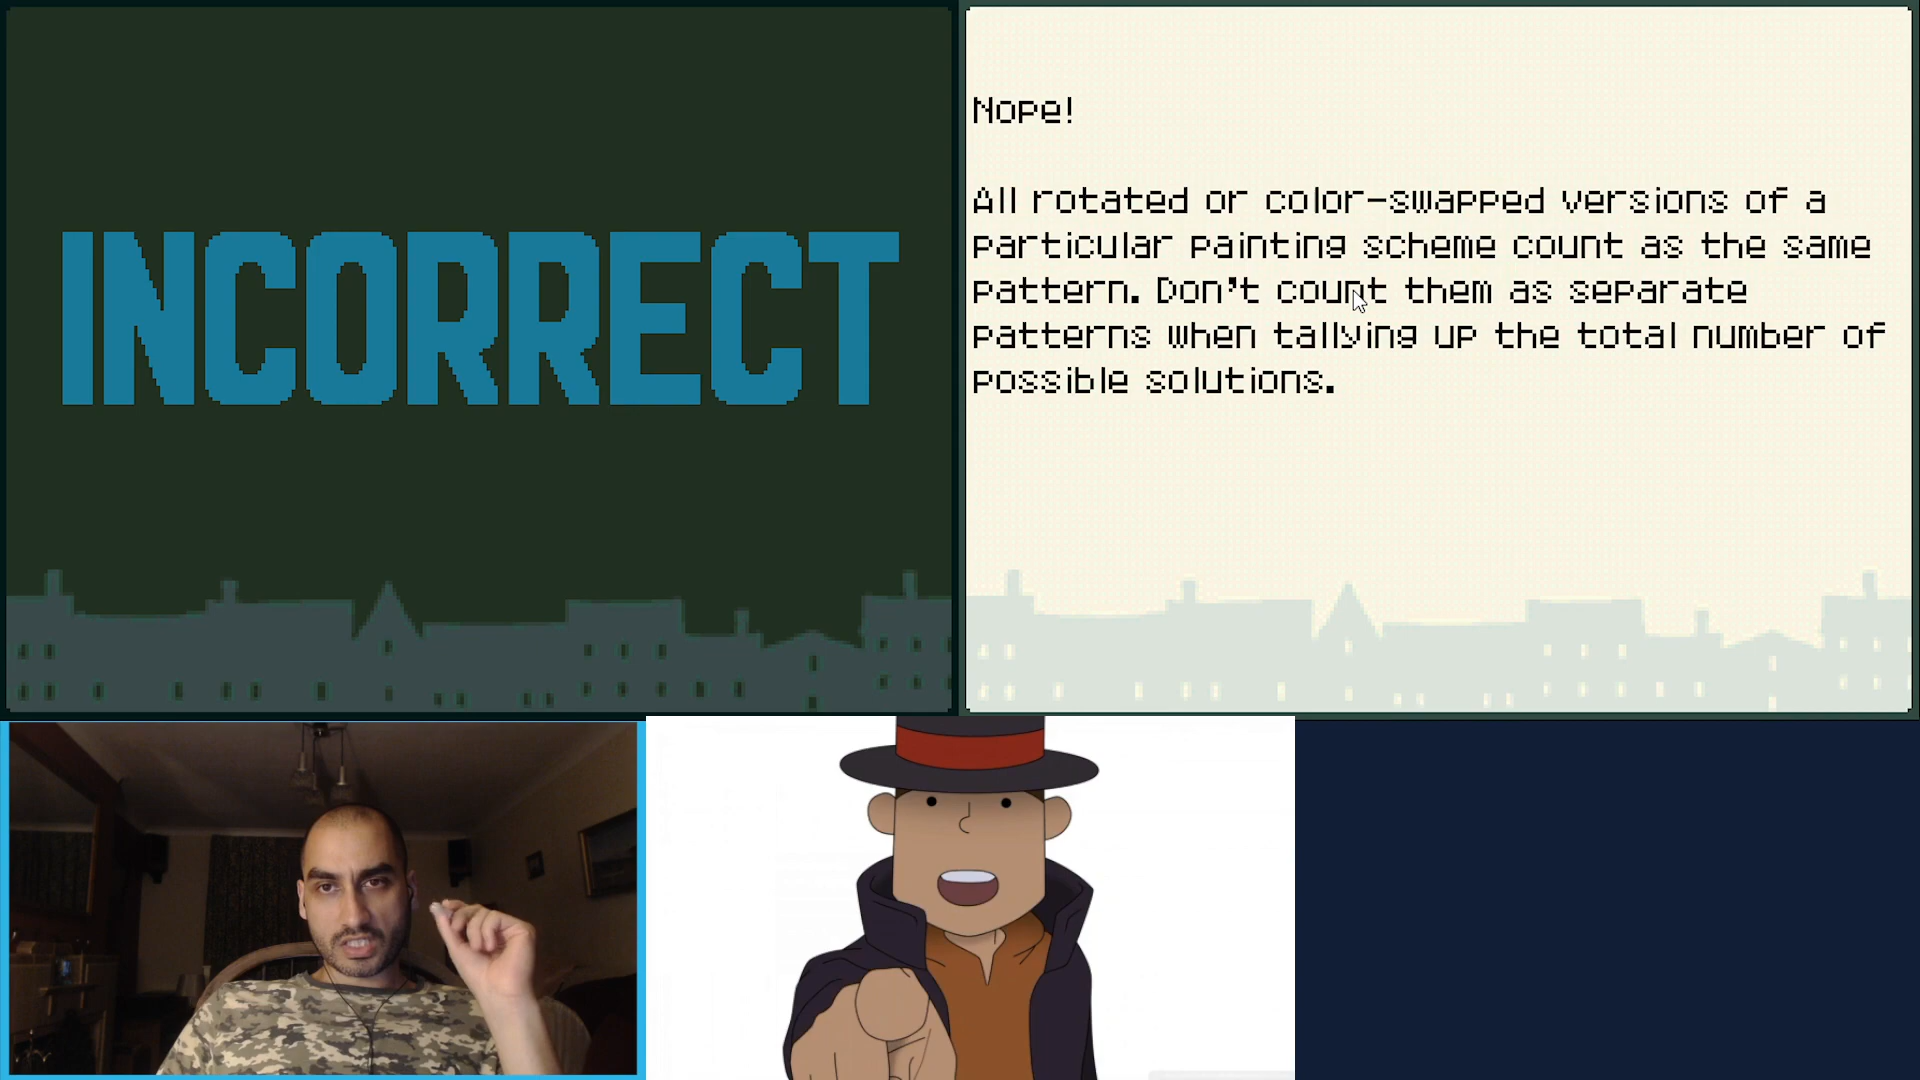 INCORRECT
Nope!
All rotated or color-swapped versions of a
particular painting scheme count as the same
pattern. Don't count them as separate
patterns when tallying up the total number of
possible solutions.